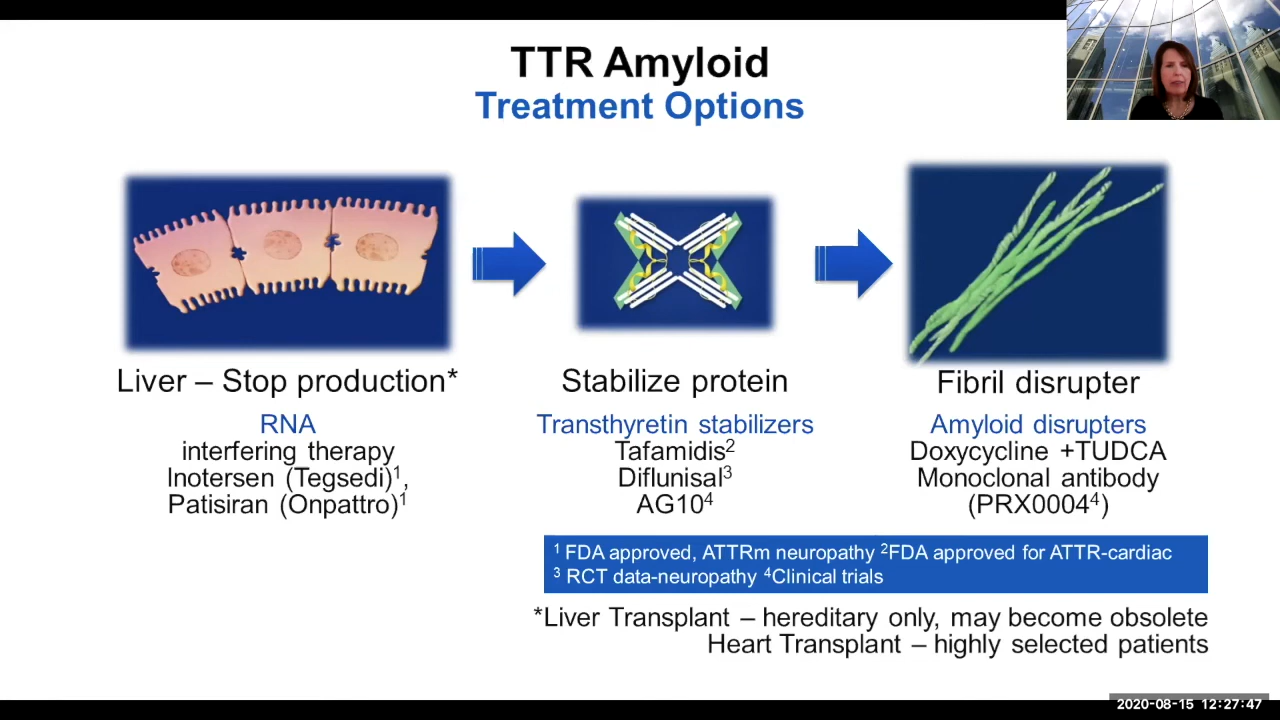 TTR Amyloid
Treatment Options
Liver – Stop production*
RNA
interfering therapy
Inotersen (Tegsedi)¹,
Patisiran (Onpattro)¹
Stabilize protein
Transthyretin stabilizers
Tafamidis²
Diflunisal³
AG10⁴
Fibril disrupter
Amyloid disrupters
Doxycycline +TUDCA
Monoclonal antibody
(PRX0004⁴)
¹ FDA approved, ATTRm neuropathy ²FDA approved for ATTR-cardiac
³ RCT data-neuropathy ⁴Clinical trials
*Liver Transplant – hereditary only, may become obsolete
Heart Transplant – highly selected patients
2020-08-15 12:27:47